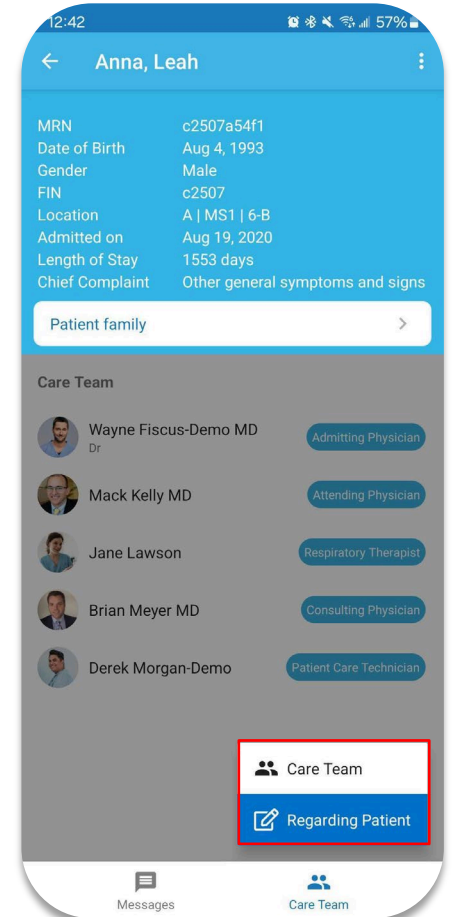 12:42 57%
Anna, Leah
MRN c2507a54f1
Date of Birth Aug 4, 1993
Gender Male
FIN c2507
Location A | MS1 | 6-B
Admitted on Aug 19, 2020
Length of Stay 1553 days
Chief Complaint Other general symptoms and signs
Patient family
Care Team
Wayne Fiscus-Demo MD Admitting Physician
Dr
Mack Kelly MD Attending Physician
Jane Lawson Respiratory Therapist
Brian Meyer MD Consulting Physician
Derek Morgan-Demo Patient Care Technician
Care Team
Regarding Patient
Messages Care Team